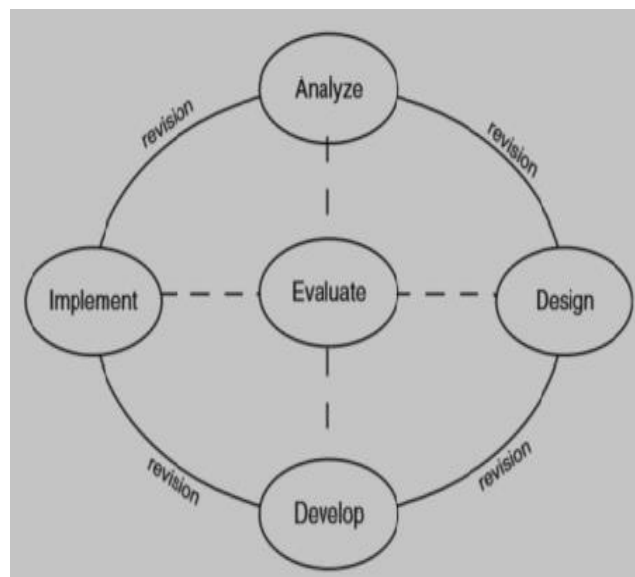 Analyze
revision
revision
Implement
Evaluate
Design
revision
revision
Develop